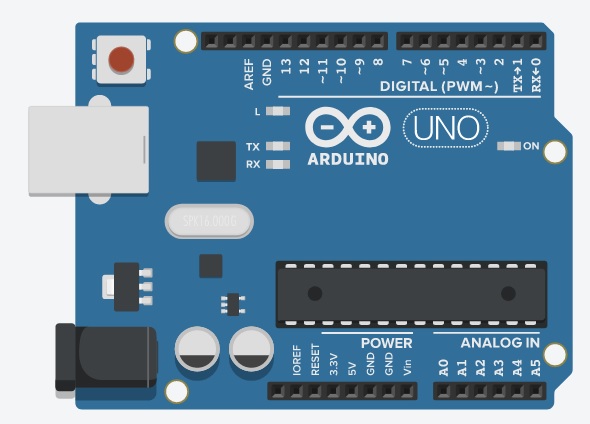 AREF
GND
13
12
~11
~10
~9
8
7
~6
~5
4
~3
2
TX→1
RX←0
DIGITAL (PWM~)
L
TX
RX
ARDUINO
UNO
ON
SPK16.000G
POWER
ANALOG IN
IOREF
RESET
3.3V
5V
GND
GND
Vin
A0
A1
A2
A3
A4
A5